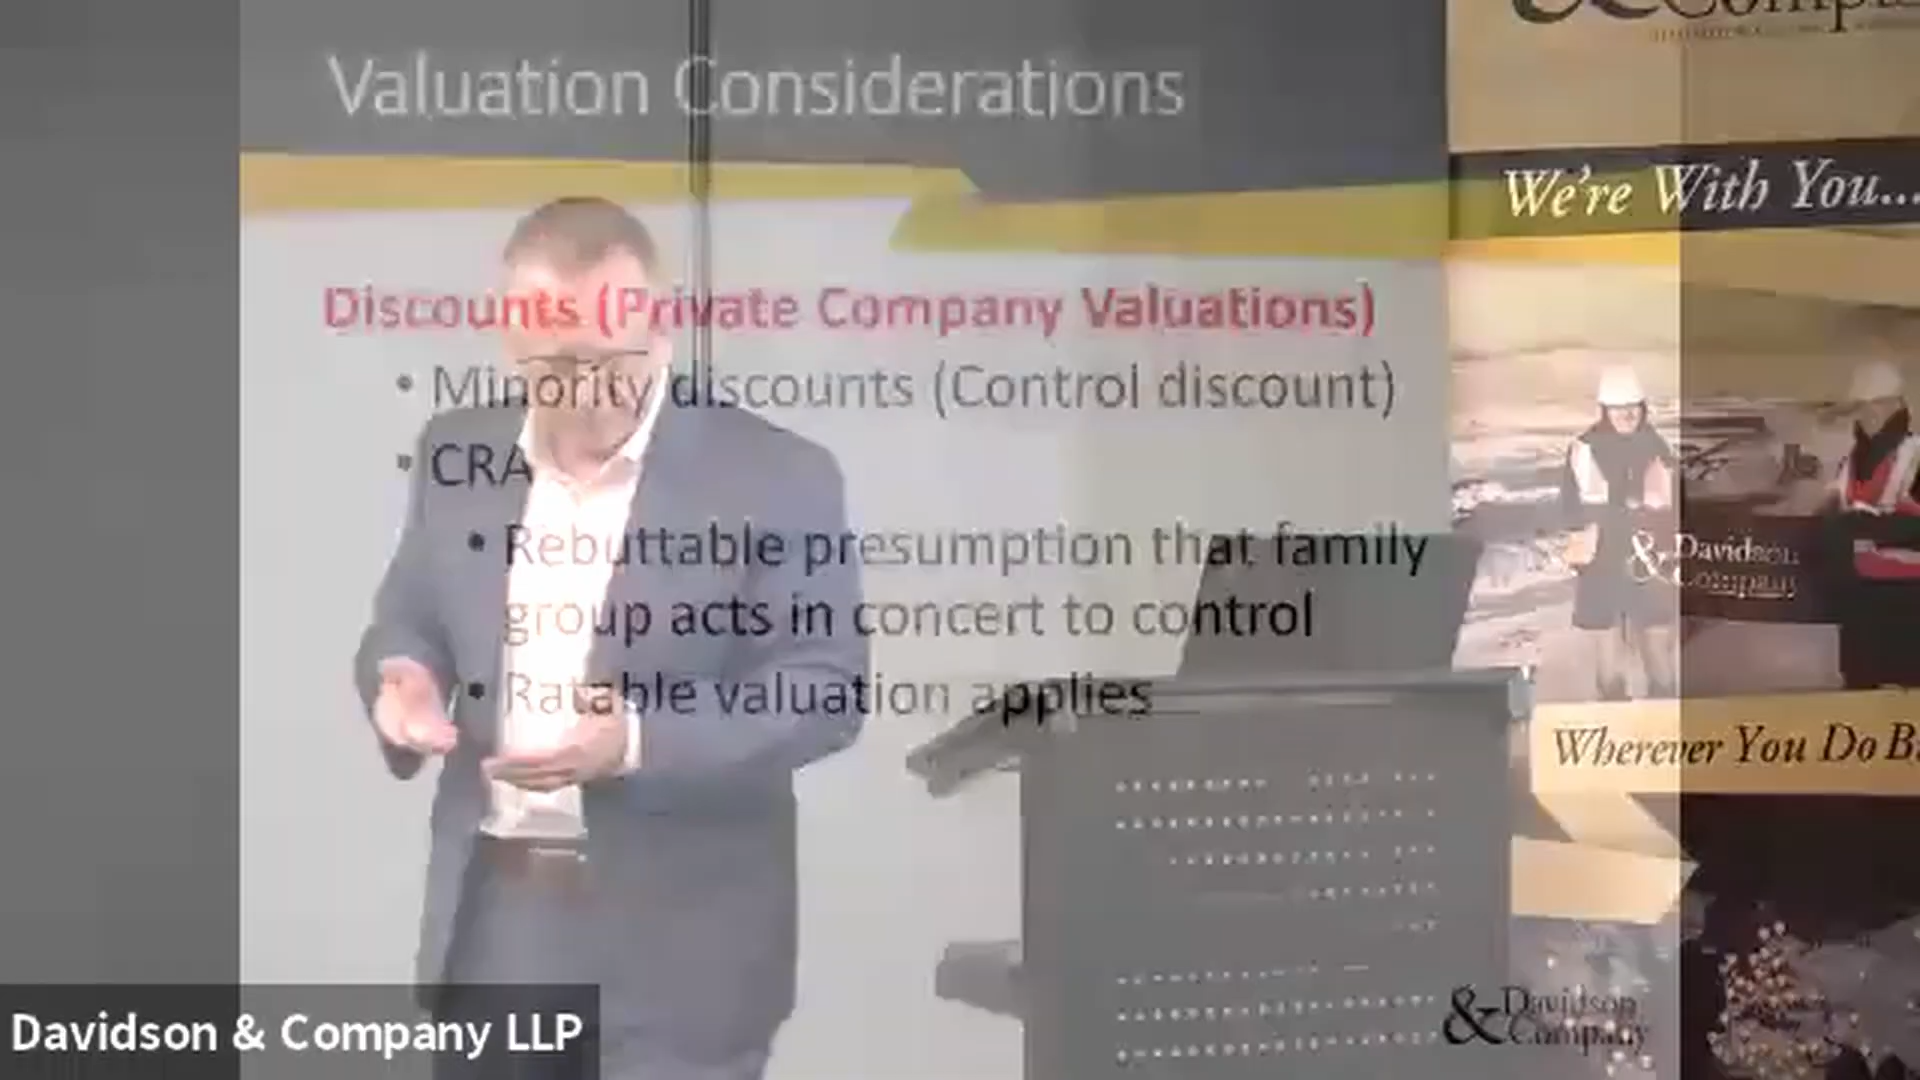 & Comp
Valuation Considerations
We're With You...
Discounts (Private Company Valuations)
• Minority discounts (Control discount)
• CRA
• Rebuttable presumption that family
group acts in concert to control
• Ratable valuation applies
& Davidson
Company
Wherever You Do B
& Davidson
Company
Davidson & Company LLP